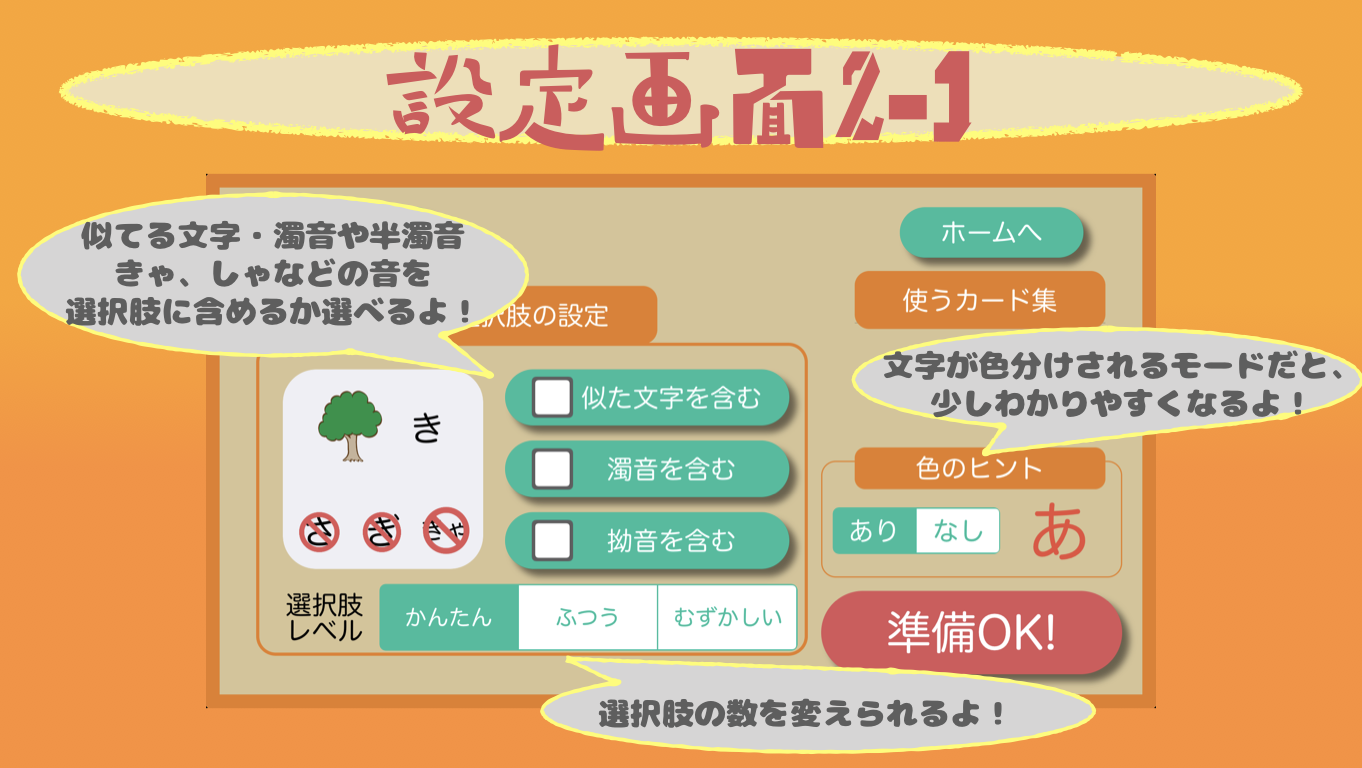 設定画面2-1
似てる文字・濁音や半濁音
きゃ、しゃなどの音を
選択肢に含めるか選べるよ！
ホームへ
使うカード集
択肢の設定
文字が色分けされるモードだと、
少しわかりやすくなるよ！
き
さ
ぎ
きゃ
似た文字を含む
濁音を含む
拗音を含む
色のヒント
あり
なし
あ
選択肢
レベル
かんたん
ふつう
むずかしい
準備OK!
選択肢の数を変えられるよ！